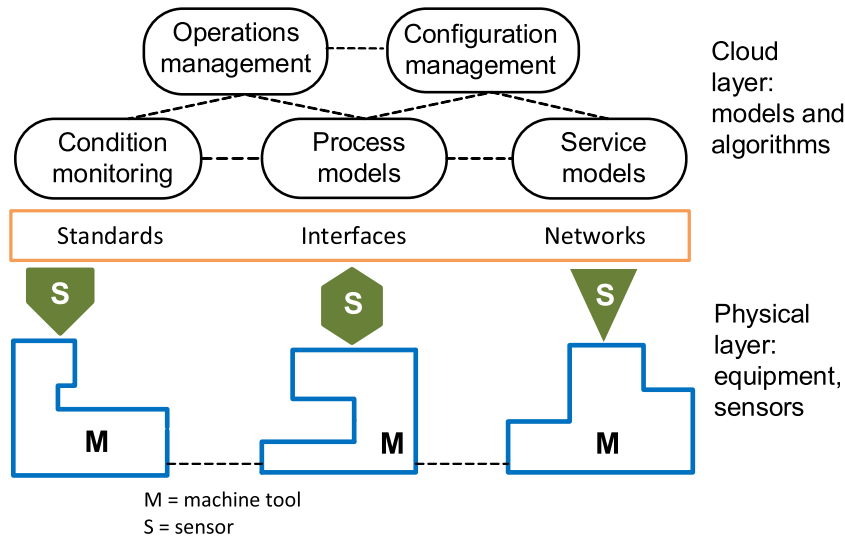 Operations
management
Configuration
management
Cloud
layer:
models and
algorithms
Condition
monitoring
Process
models
Service
models
Standards
Interfaces
Networks
S
S
S
Physical
layer:
equipment,
sensors
M
M
M
M = machine tool
S = sensor